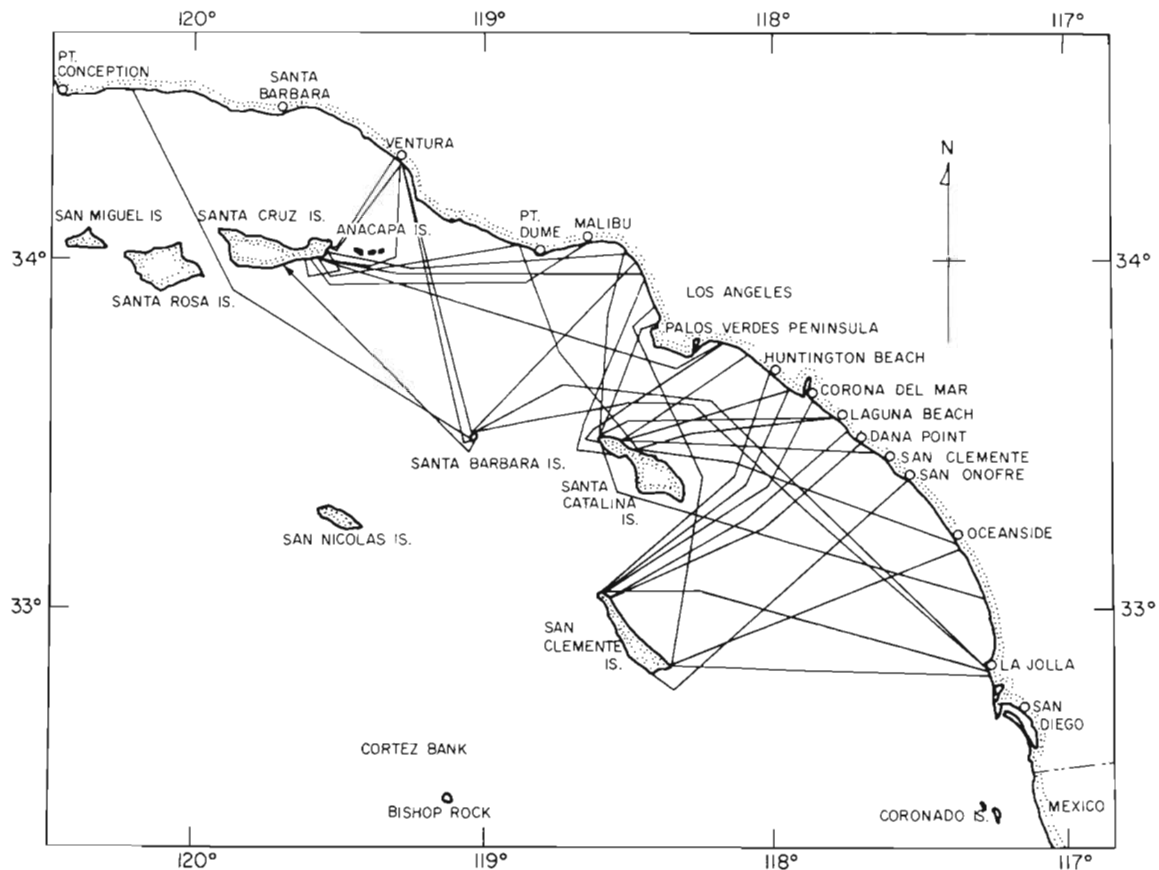 120° 119° 118° 117°
PT.
CONCEPTION
SANTA
BARBARA
VENTURA
N
SAN MIGUEL IS
SANTA CRUZ IS.
ANACAPA IS.
PT.
DUME
MALIBU
34°
34°
SANTA ROSA IS.
LOS ANGELES
PALOS VERDES PENINSULA
HUNTINGTON BEACH
CORONA DEL MAR
LAGUNA BEACH
DANA POINT
SAN CLEMENTE
SAN ONOFRE
SANTA BARBARA IS.
SANTA
CATALINA
IS.
SAN NICOLAS IS.
OCEANSIDE
33°
33°
SAN
CLEMENTE
IS.
LA JOLLA
SAN
DIEGO
CORTEZ BANK
BISHOP ROCK
CORONADO IS.
MEXICO
120° 119° 118° 117°